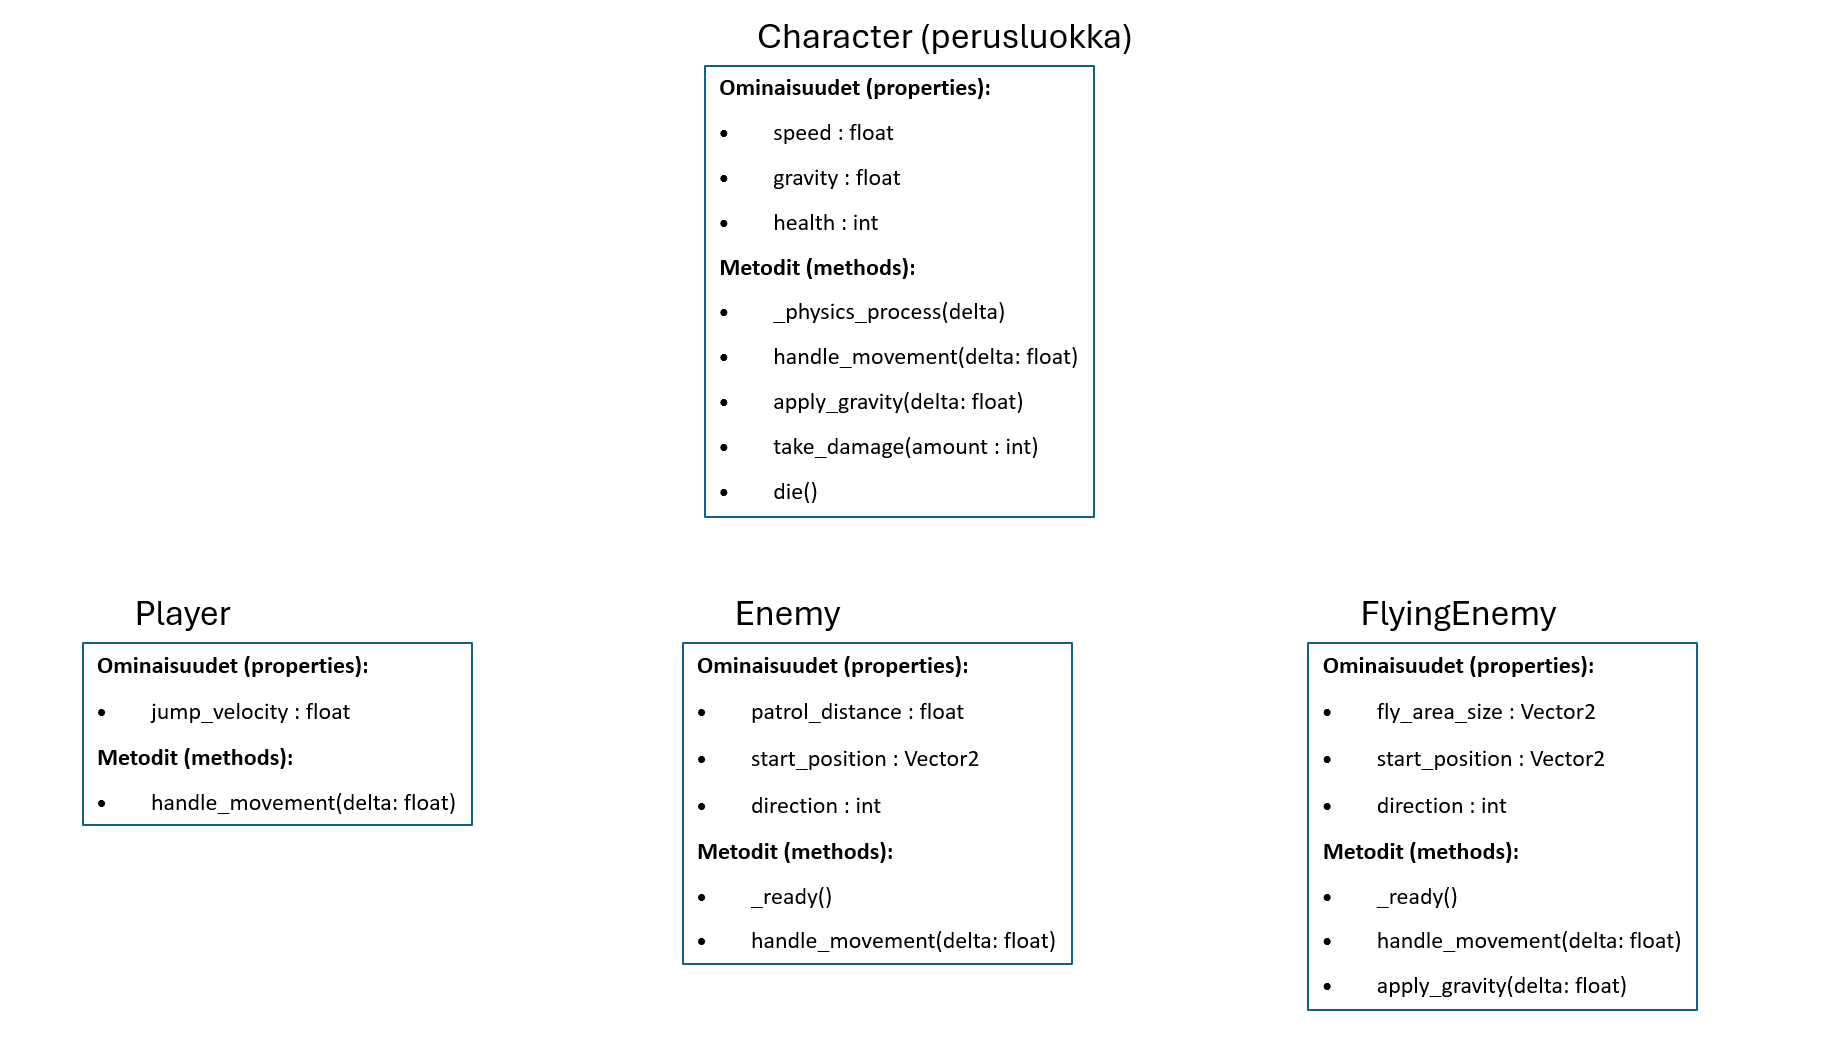 Character (perusluokka)
Ominaisuudet (properties):
• speed : float
• gravity : float
• health : int
Metodit (methods):
• _physics_process(delta)
• handle_movement(delta: float)
• apply_gravity(delta: float)
• take_damage(amount : int)
• die()
Player
Ominaisuudet (properties):
• jump_velocity : float
Metodit (methods):
• handle_movement(delta: float)
Enemy
Ominaisuudet (properties):
• patrol_distance : float
• start_position : Vector2
• direction : int
Metodit (methods):
• _ready()
• handle_movement(delta: float)
FlyingEnemy
Ominaisuudet (properties):
• fly_area_size : Vector2
• start_position : Vector2
• direction : int
Metodit (methods):
• _ready()
• handle_movement(delta: float)
• apply_gravity(delta: float)